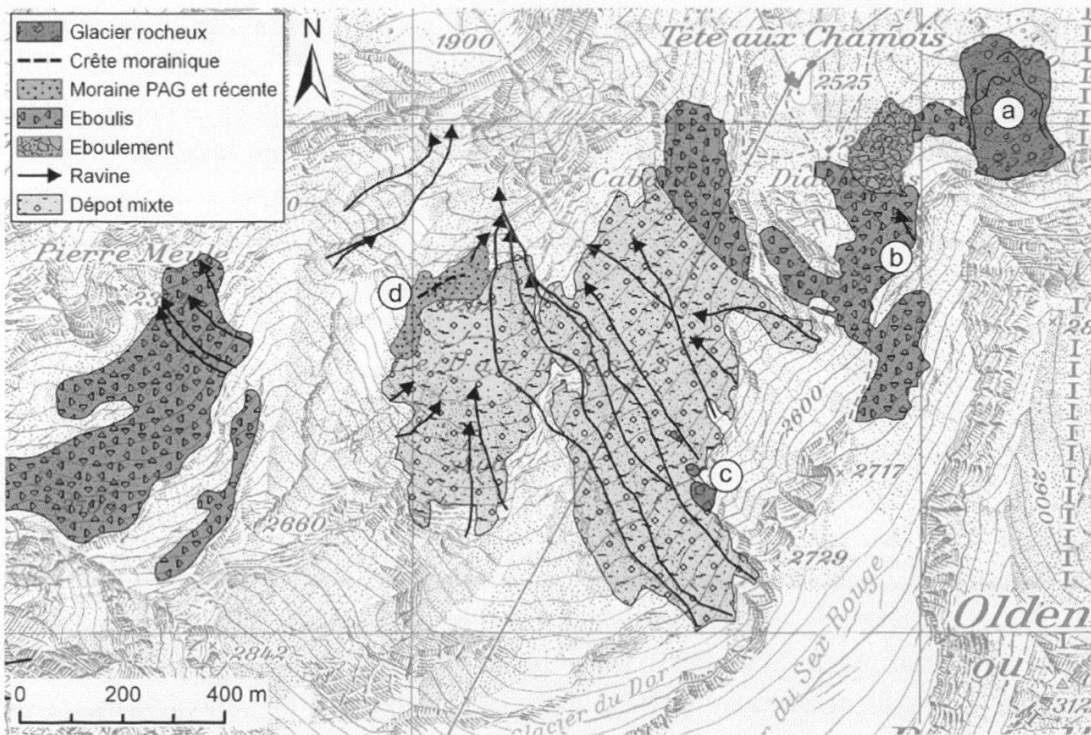 Glacier rocheux
Crête morainique
Moraine PAG et récente
Eboulis
Eboulement
Ravine
Dépot mixte
N
1900
Tête aux Chamois
2525
a
Pierre Meule
b
d
c
2600
2717
2660
2729
2900
2842
Olden
ou
0 200 400 m
Glacier du Dor
du Sex Rouge